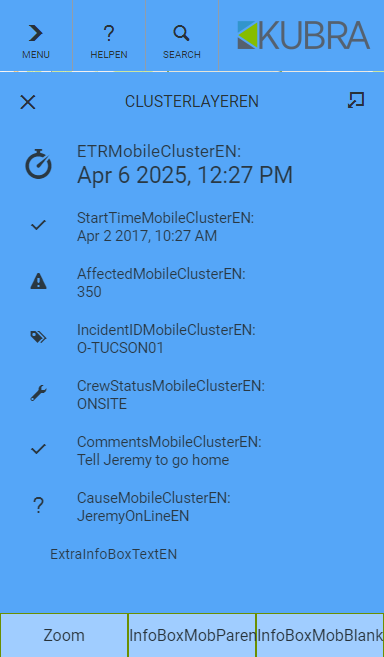 MENU
HELPEN
SEARCH
KUBRA
CLUSTERLAYEREN
ETRMobileClusterEN:
Apr 6 2025, 12:27 PM
StartTimeMobileClusterEN:
Apr 2 2017, 10:27 AM
AffectedMobileClusterEN:
350
IncidentIDMobileClusterEN:
O-TUCSON01
CrewStatusMobileClusterEN:
ONSITE
CommentsMobileClusterEN:
Tell Jeremy to go home
CauseMobileClusterEN:
JeremyOnLineEN
ExtraInfoBoxTextEN
Zoom
InfoBoxMobParen
InfoBoxMobBlank